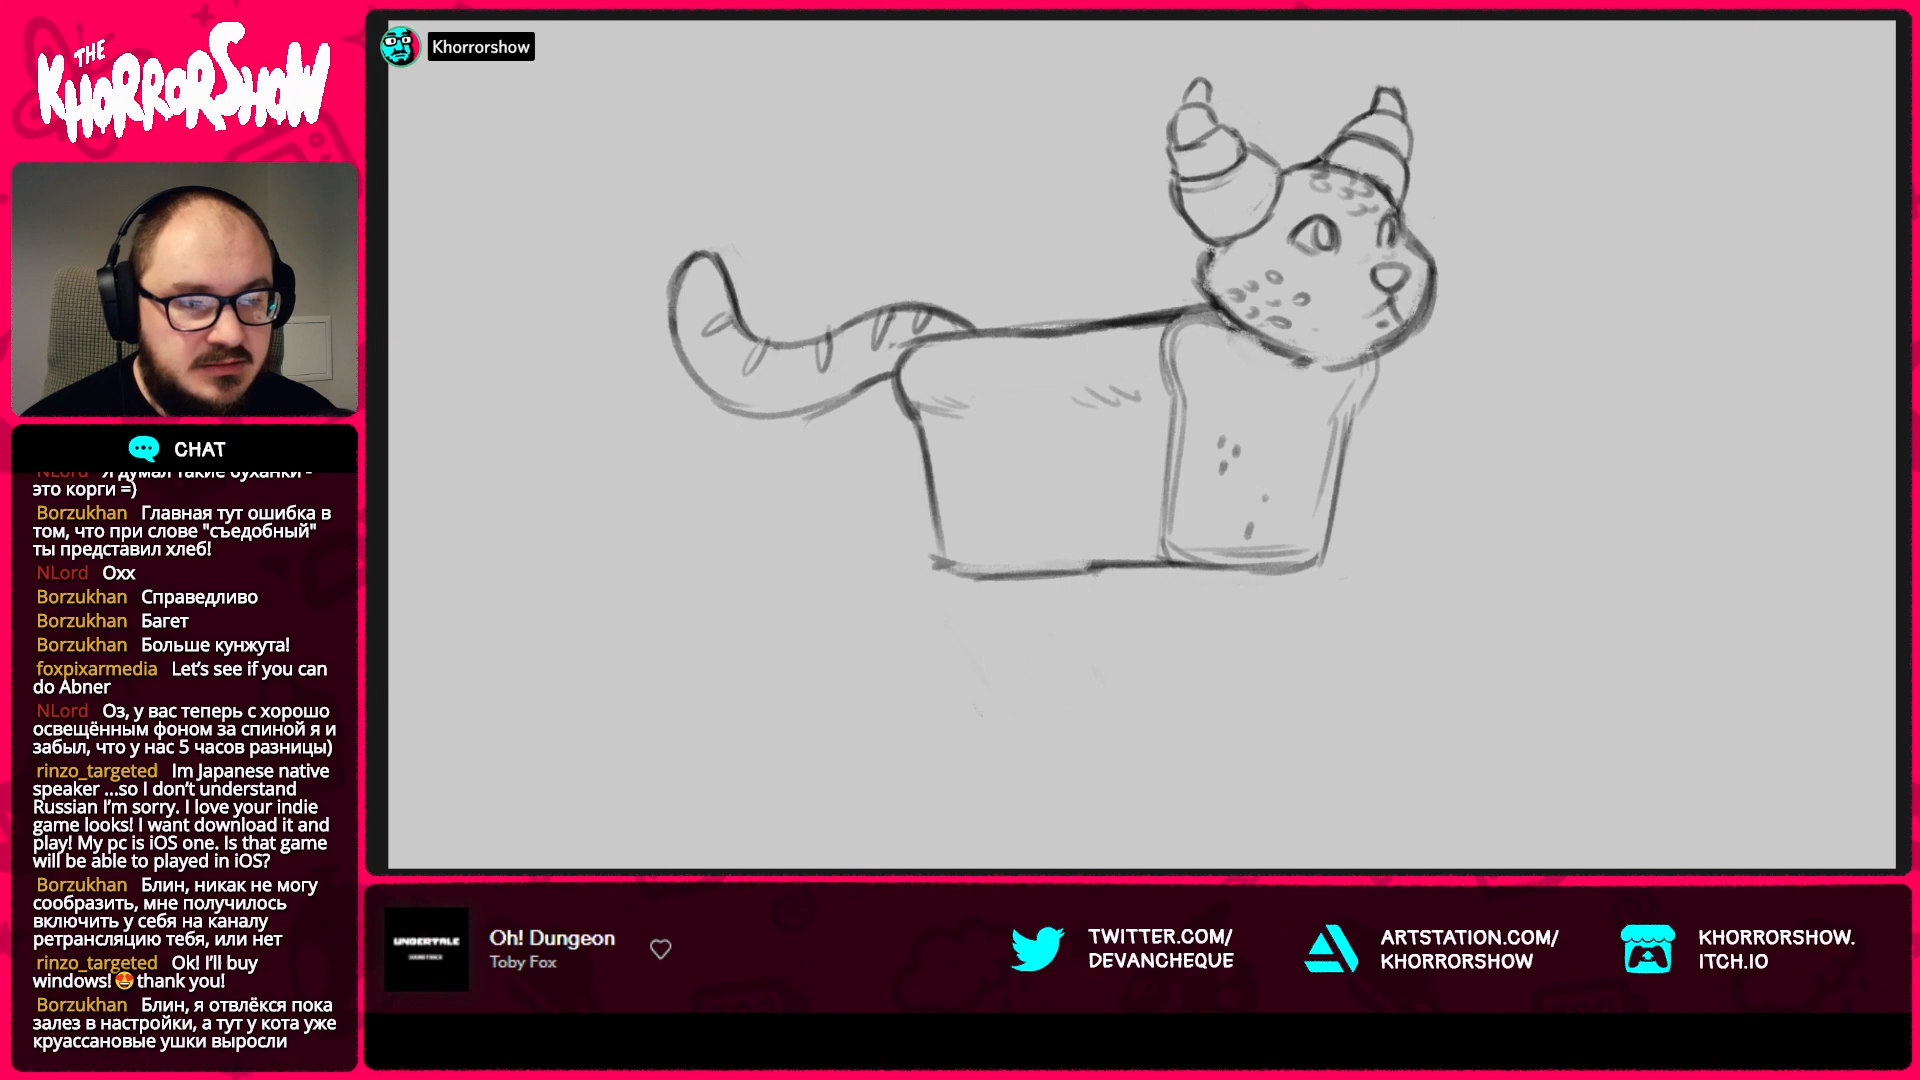 THE
KHORRORSHOW
Khorrorshow
CHAT
NLord Я думал такие буханки -
это корги =)
Borzukhan Главная тут ошибка в
том, что при слове "съедобный"
ты представил хлеб!
NLord Охх
Borzukhan Справедливо
Borzukhan Багет
Borzukhan Больше кунжута!
foxpixarmedia Let's see if you can
do Abner
NLord Оз, у вас теперь с хорошо
освещённым фоном за спиной я и
забыл, что у нас 5 часов разницы)
rinzo_targeted Im Japanese native
speaker ...so I don't understand
Russian I'm sorry. I love your indie
game looks! I want download it and
play! My pc is iOS one. Is that game
will be able to played in iOS?
Borzukhan Блин, никак не могу
сообразить, мне получилось
включить у себя на каналу
ретрансляцию тебя, или нет
rinzo_targeted Ok! I'll buy
windows!🤩thank you!
Borzukhan Блин, я отвлёкся пока
залез в настройки, а тут у кота уже
круассановые ушки выросли
UNDERTALE
SOUNDTRACK
Oh! Dungeon
Toby Fox
TWITTER.COM/
DEVANCHEQUE
ARTSTATION.COM/
KHORRORSHOW
KHORRORSHOW.
ITCH.IO